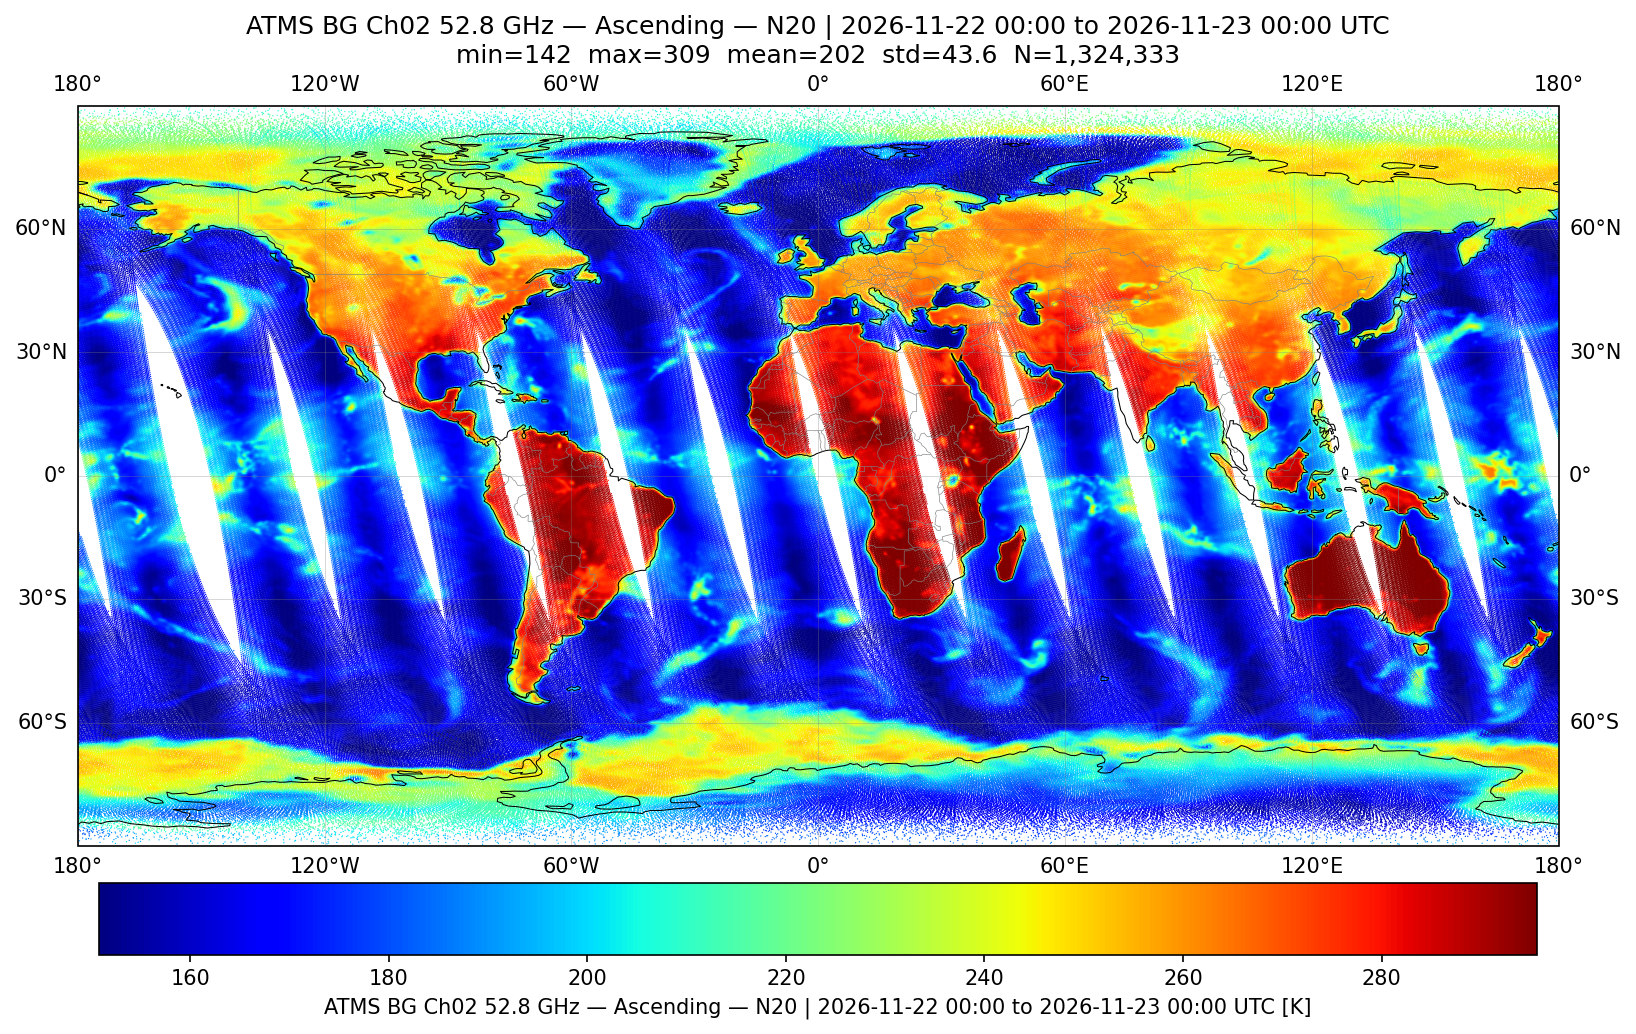 ATMS BG Ch02 52.8 GHz — Ascending — N20 | 2026-11-22 00:00 to 2026-11-23 00:00 UTC
min=142  max=309  mean=202  std=43.6  N=1,324,333
180° 120°W 60°W 0° 60°E 120°E 180°
60°N 60°N
30°N 30°N
0° 0°
30°S 30°S
60°S 60°S
180° 120°W 60°W 0° 60°E 120°E 180°
160 180 200 220 240 260 280
ATMS BG Ch02 52.8 GHz — Ascending — N20 | 2026-11-22 00:00 to 2026-11-23 00:00 UTC [K]